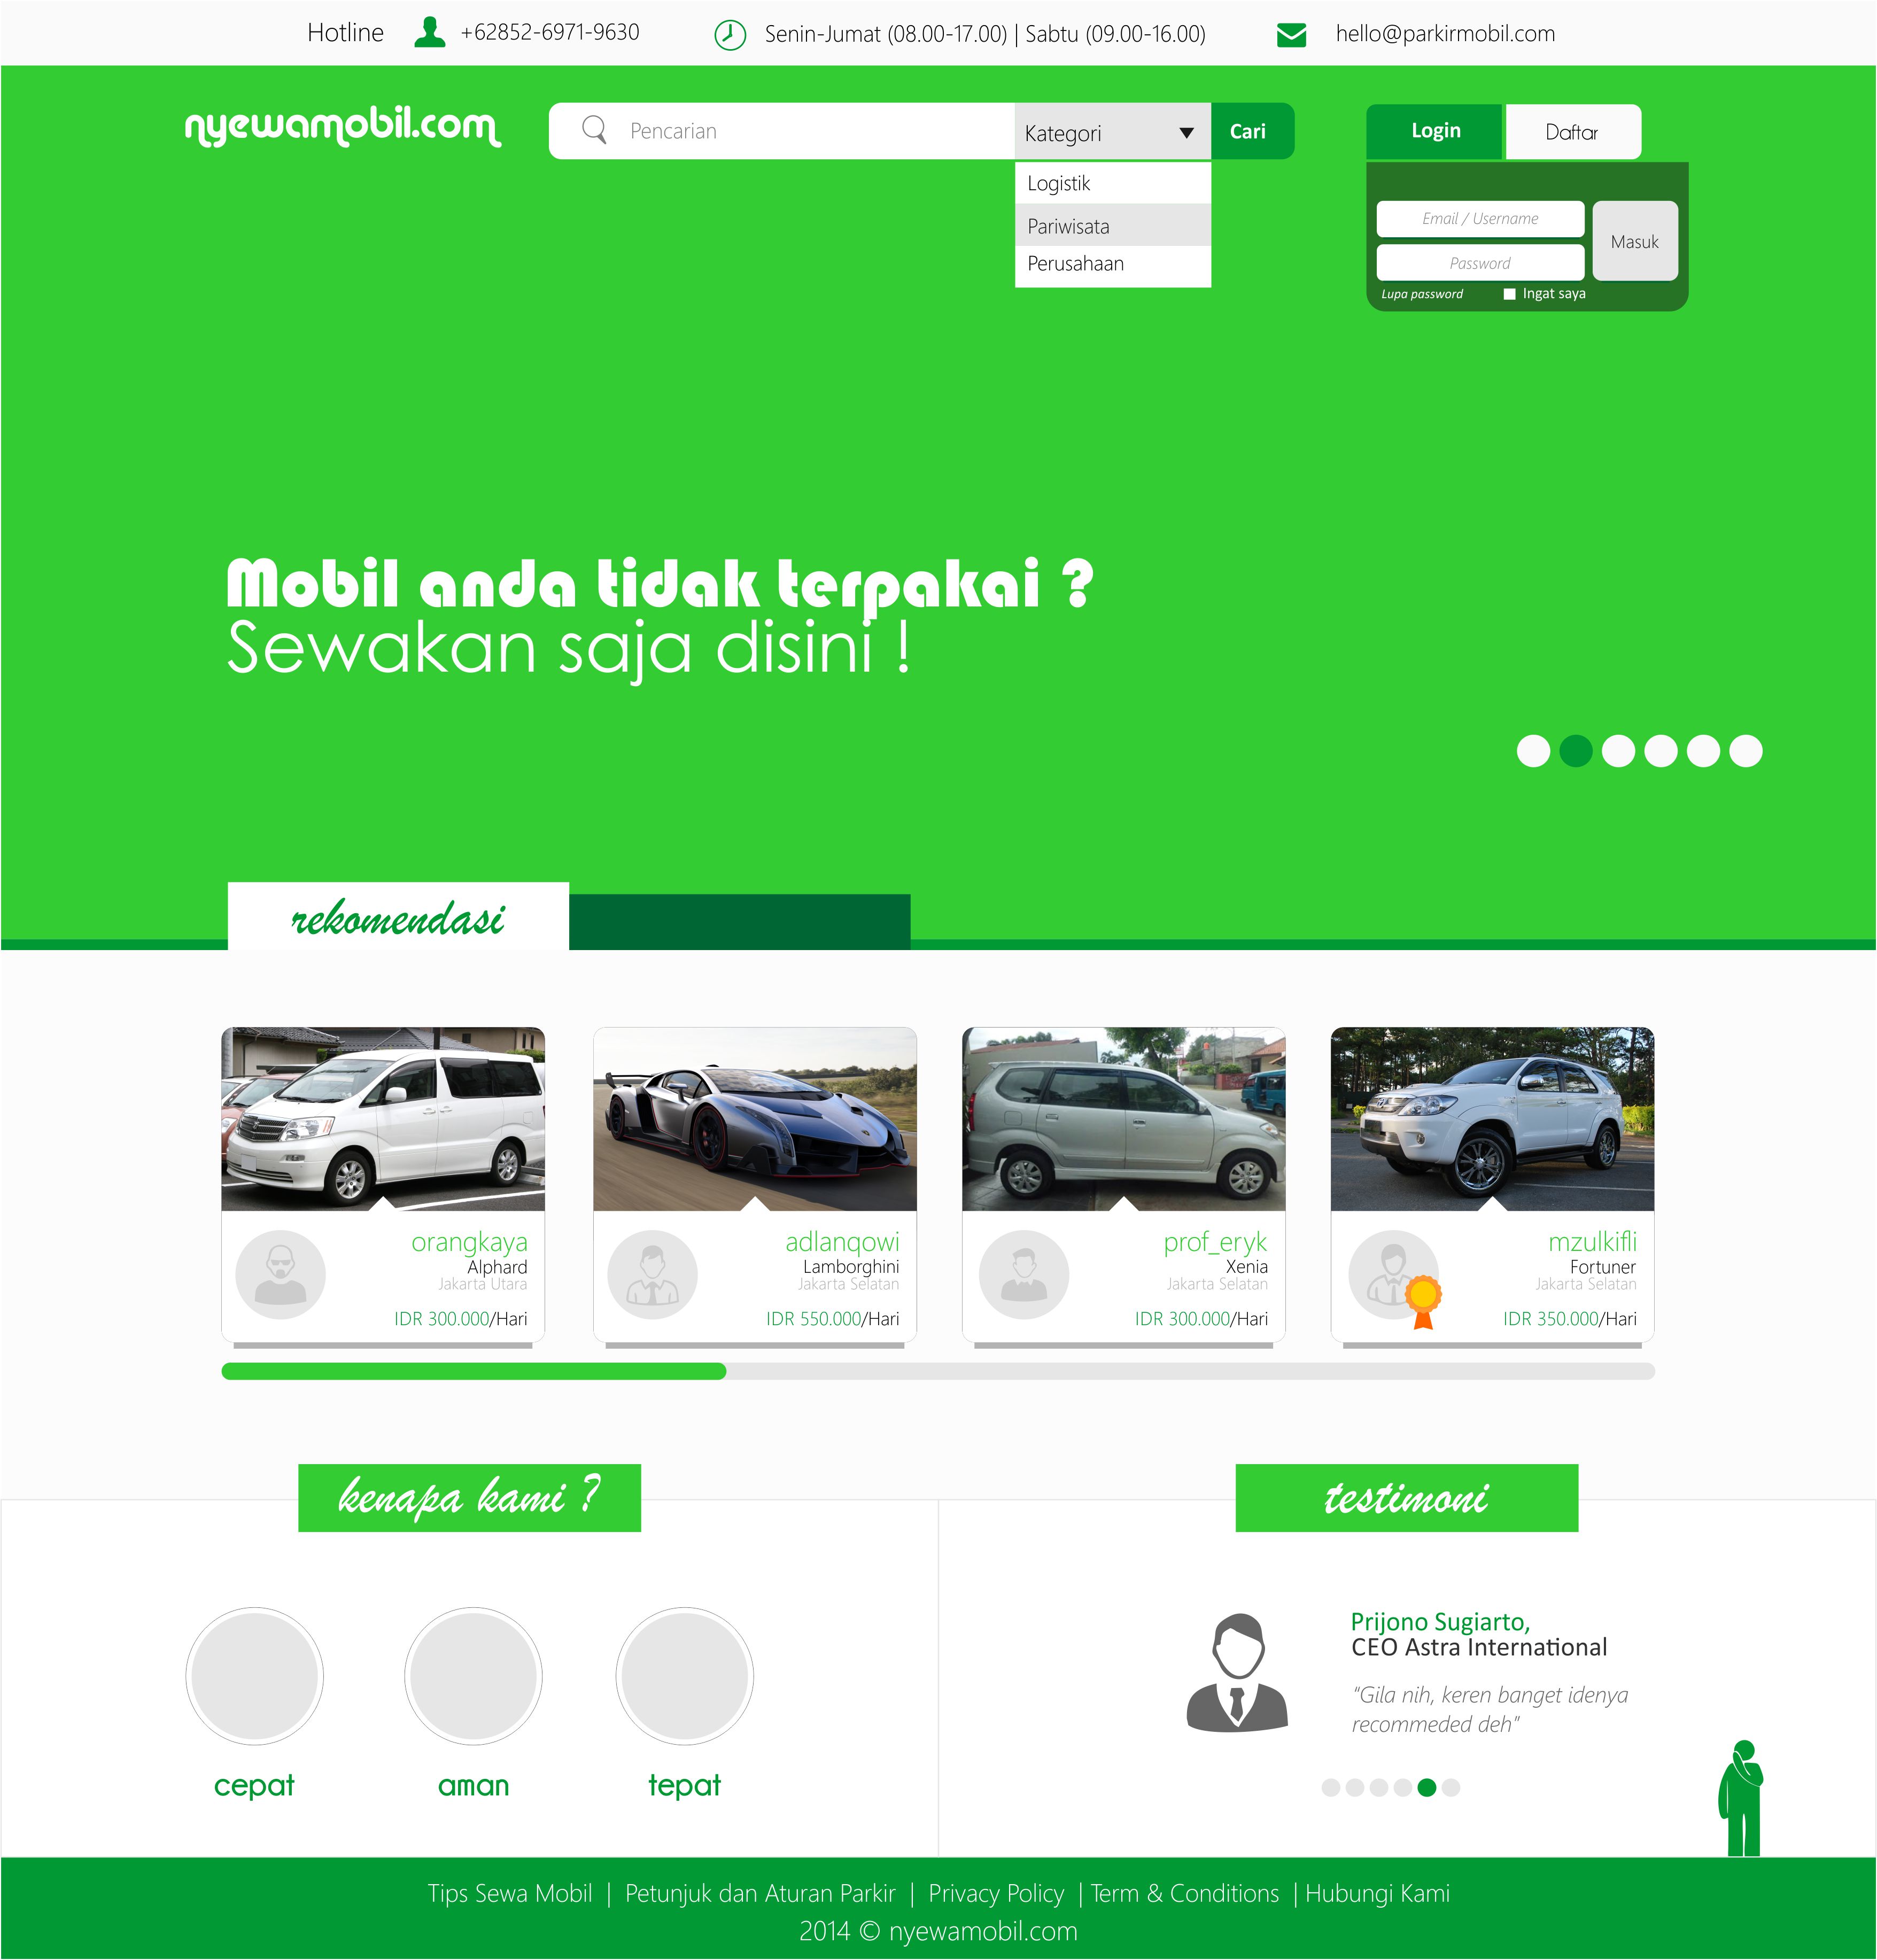 Hotline +62852-6971-9630 Senin-Jumat (08.00-17.00) | Sabtu (09.00-16.00) hello@parkirmobil.com
nyewamobil.com Pencarian Kategori Cari Login Daftar
Logistik
Pariwisata
Perusahaan
Email / Username
Password
Masuk
Lupa password Ingat saya
Mobil anda tidak terpakai ?
Sewakan saja disini !
rekomendasi
orangkaya
Alphard
Jakarta Utara
IDR 300.000/Hari
adlanqowi
Lamborghini
Jakarta Selatan
IDR 550.000/Hari
prof_eryk
Xenia
Jakarta Selatan
IDR 300.000/Hari
mzulkifli
Fortuner
Jakarta Selatan
IDR 350.000/Hari
kenapa kami ?
cepat aman tepat
testimoni
Prijono Sugiarto,
CEO Astra International
"Gila nih, keren banget idenya
recommeded deh"
Tips Sewa Mobil | Petunjuk dan Aturan Parkir | Privacy Policy | Term & Conditions | Hubungi Kami
2014 © nyewamobil.com